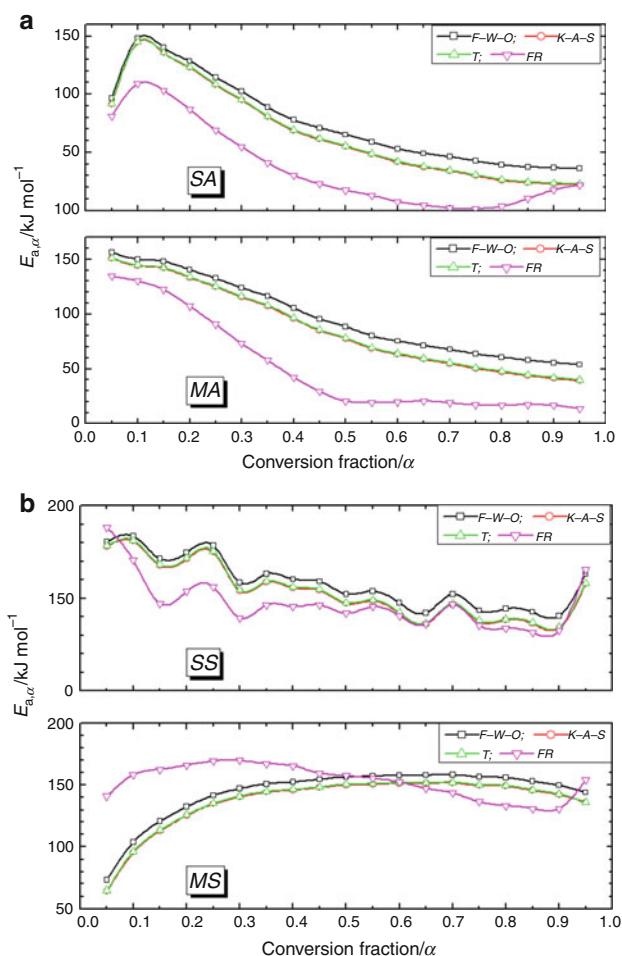 a
150
100
50
100
F–W–O; K–A–S
T; FR
SA
E a,α/kJ mol−1
150
100
50
0
F–W–O; K–A–S
T; FR
MA
0.0 0.1 0.2 0.3 0.4 0.5 0.6 0.7 0.8 0.9 1.0
Conversion fraction/α
b
200
150
0
F–W–O; K–A–S
T; FR
SS
E a,α/kJ mol−1
200
150
100
50
F–W–O; K–A–S
T; FR
MS
0.0 0.1 0.2 0.3 0.4 0.5 0.6 0.7 0.8 0.9 1.0
Conversion fraction/α